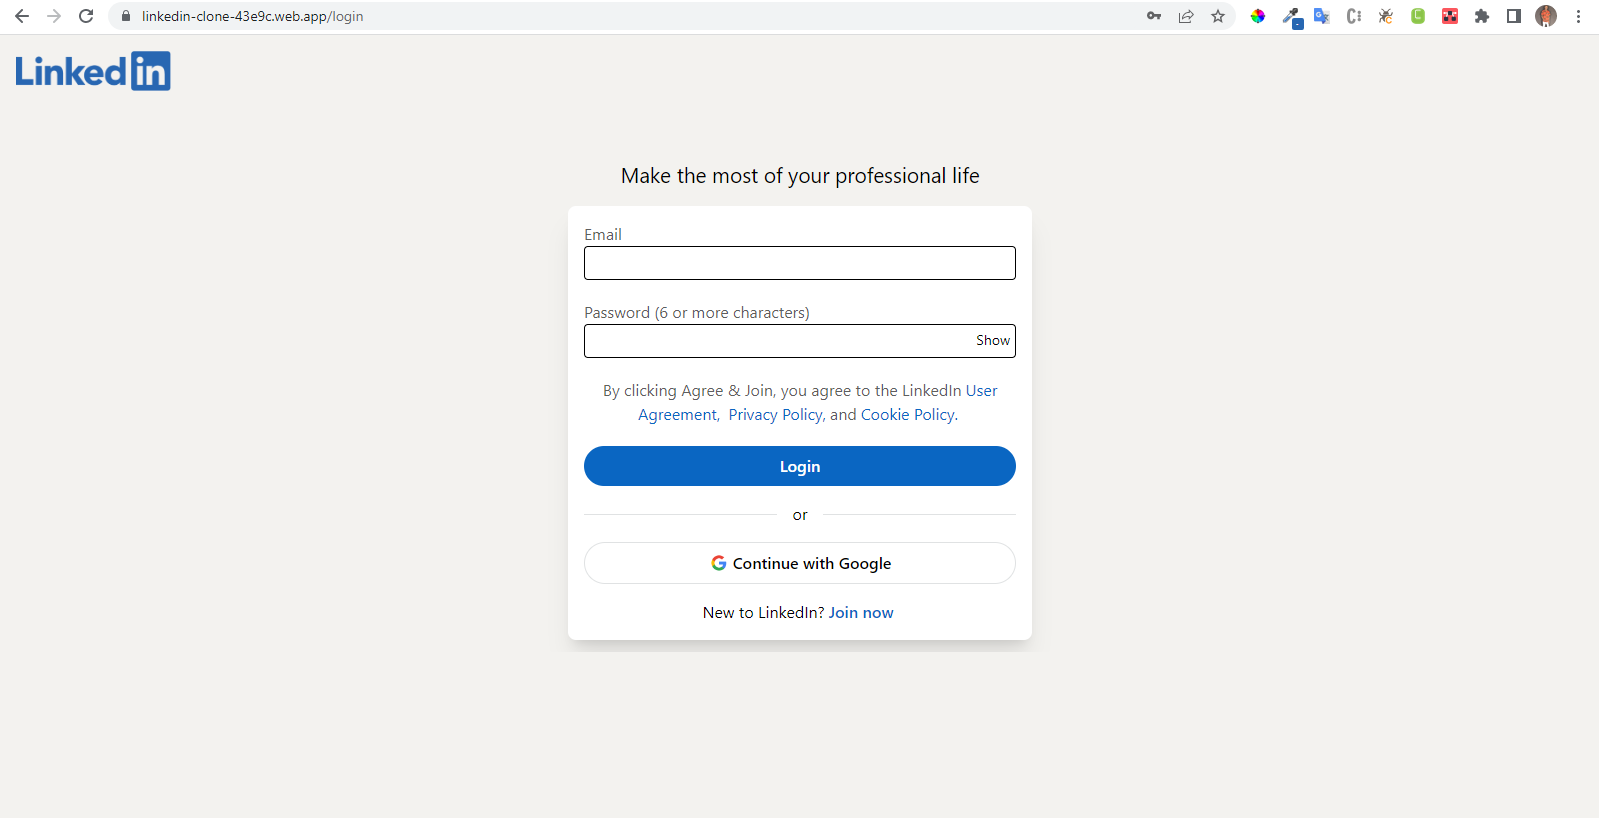 linkedin-clone-43e9c.web.app/login
Linked in
Make the most of your professional life
Email
Password (6 or more characters)
Show
By clicking Agree & Join, you agree to the LinkedIn User
Agreement, Privacy Policy, and Cookie Policy.
Login
or
Continue with Google
New to LinkedIn? Join now